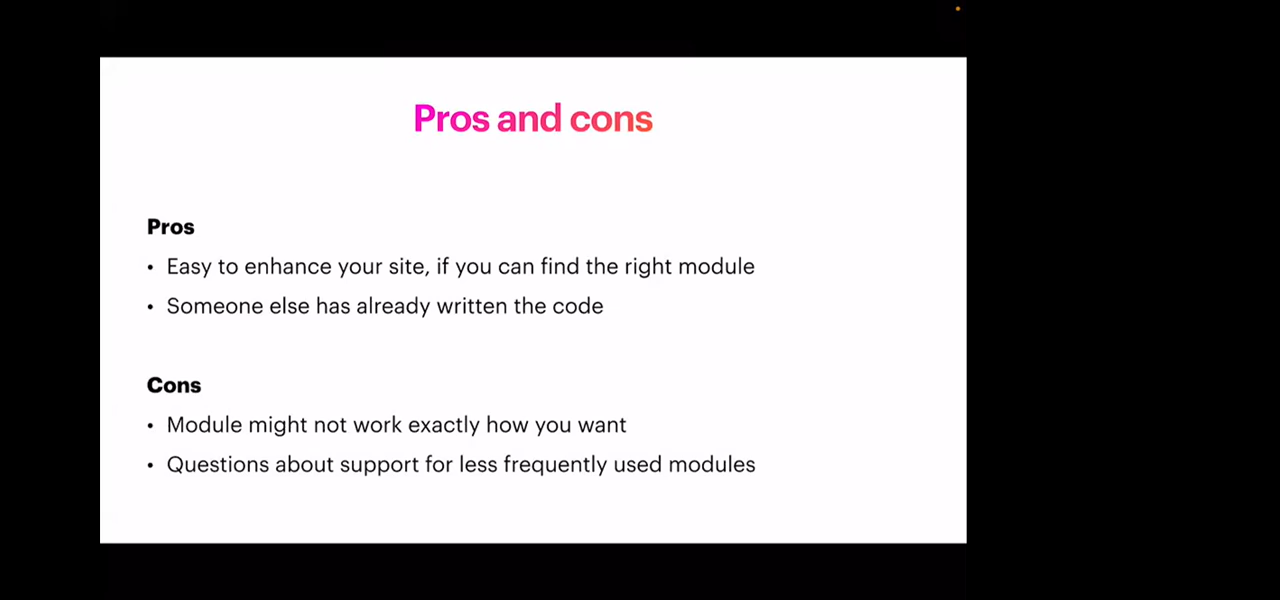 Pros and cons
Pros
• Easy to enhance your site, if you can find the right module
• Someone else has already written the code
Cons
• Module might not work exactly how you want
• Questions about support for less frequently used modules